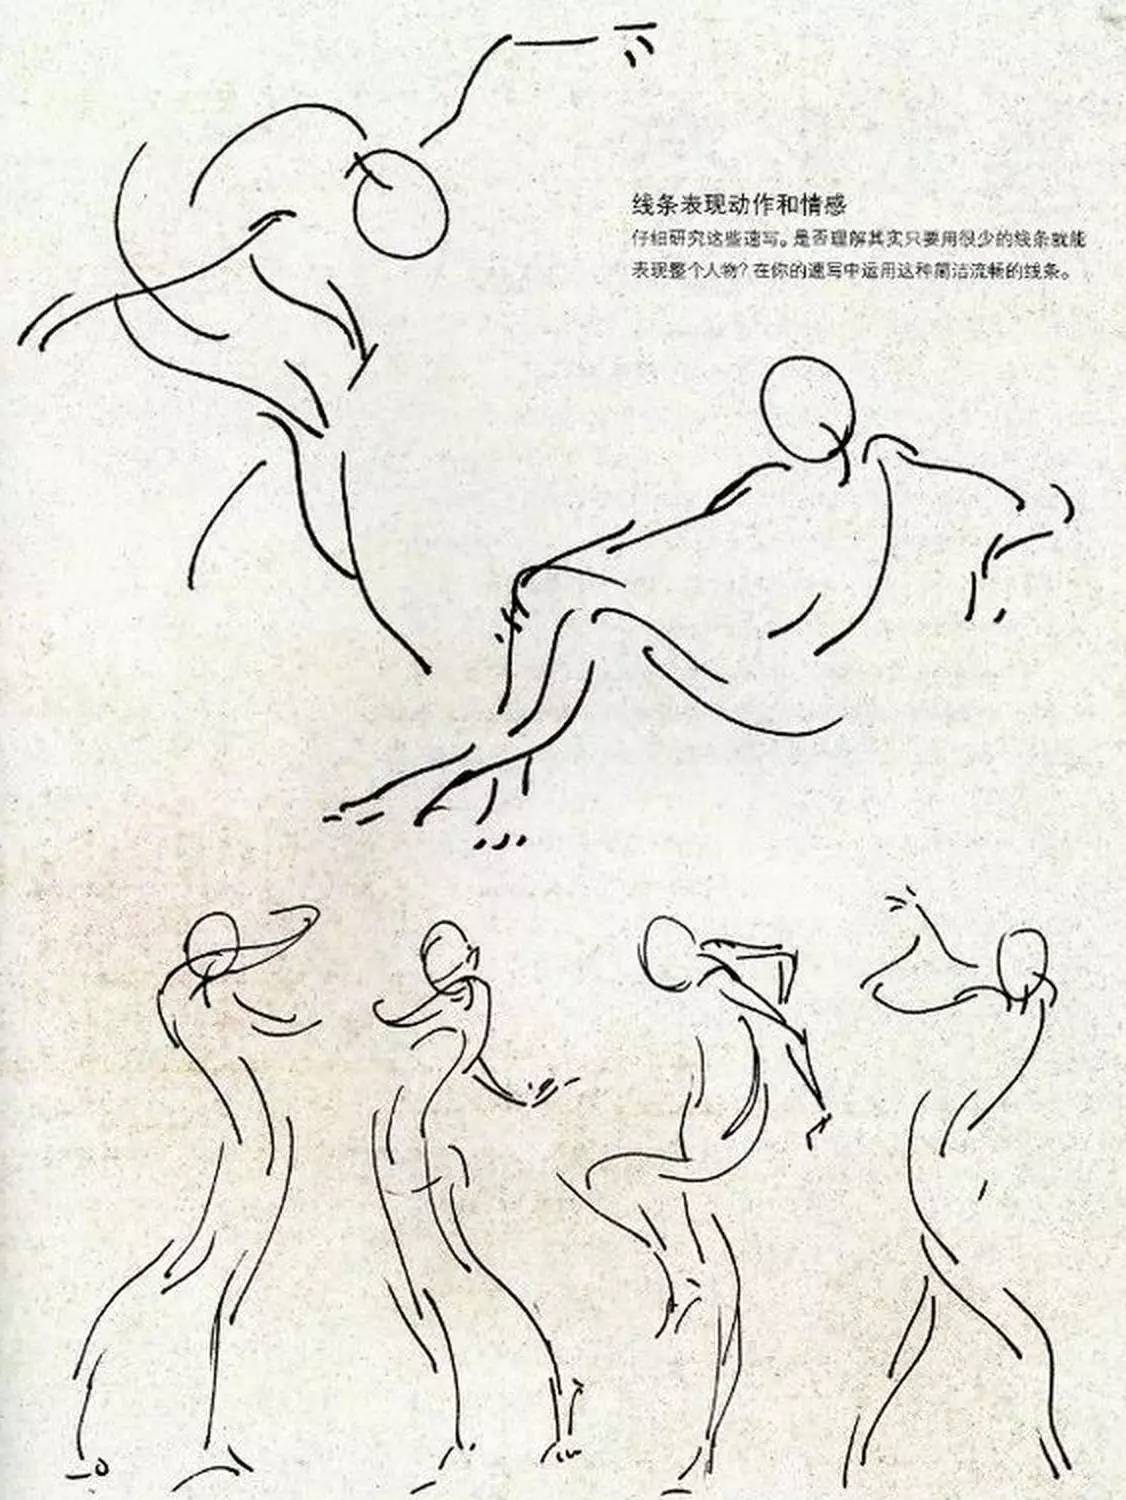 线条表现动作和情感
仔细研究这些速写。是否理解其实只要用很少的线条就能
表现整个人物？在你的速写中运用这种简洁流畅的线条。